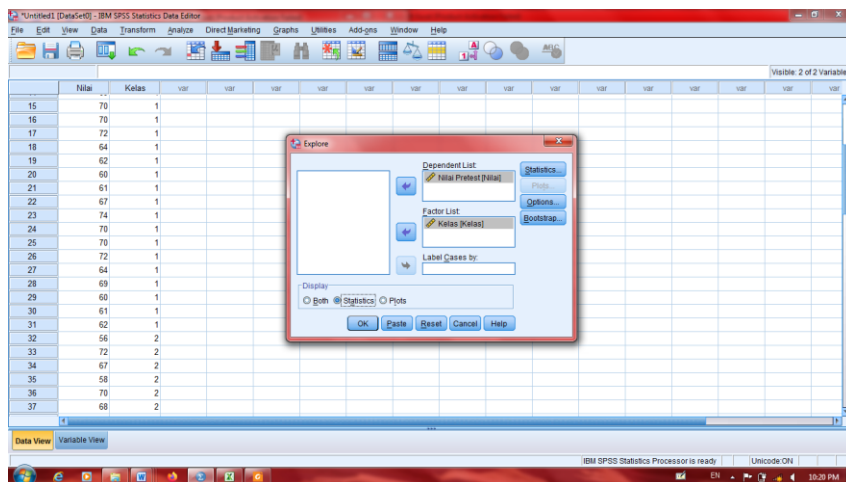 *Untitled1 [DataSet0] - IBM SPSS Statistics Data Editor
File Edit View Data Transform Analyze Direct Marketing Graphs Utilities Add-ons Window Help
Visible: 2 of 2 Variable
Nilai Kelas var var var var var var var var var var var var var var
15 70 1
16 70 1
17 72 1
18 64 1
19 62 1
20 60 1
21 61 1
22 67 1
23 74 1
24 70 1
25 70 1
26 72 1
27 64 1
28 69 1
29 60 1
30 61 1
31 62 1
32 56 2
33 72 2
34 67 2
35 58 2
36 70 2
37 68 2
Explore
Dependent List:
Nilai Pretest [Nilai]
Factor List:
Kelas [Kelas]
Label Cases by:
Statistics...
Plots...
Options...
Bootstrap...
Display
Both Statistics Plots
OK Paste Reset Cancel Help
Data View Variable View
IBM SPSS Statistics Processor is ready Unicode:ON
EN 10:20 PM